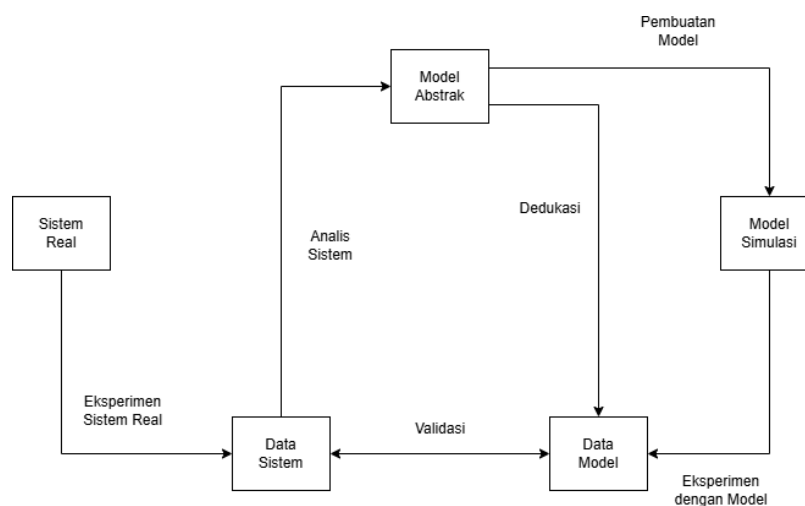 Pembuatan
Model
Model
Abstrak
Dedukasi
Sistem
Real
Model
Simulasi
Analis
Sistem
Eksperimen
Sistem Real
Validasi
Data
Sistem
Data
Model
Eksperimen
dengan Model